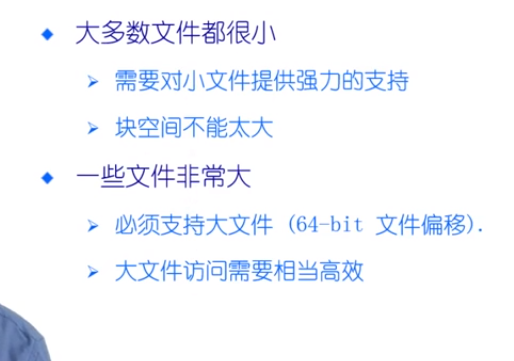 大多数文件都很小
需要对小文件提供强力的支持
块空间不能太大
一些文件非常大
必须支持大文件 (64-bit 文件偏移).
大文件访问需要相当高效